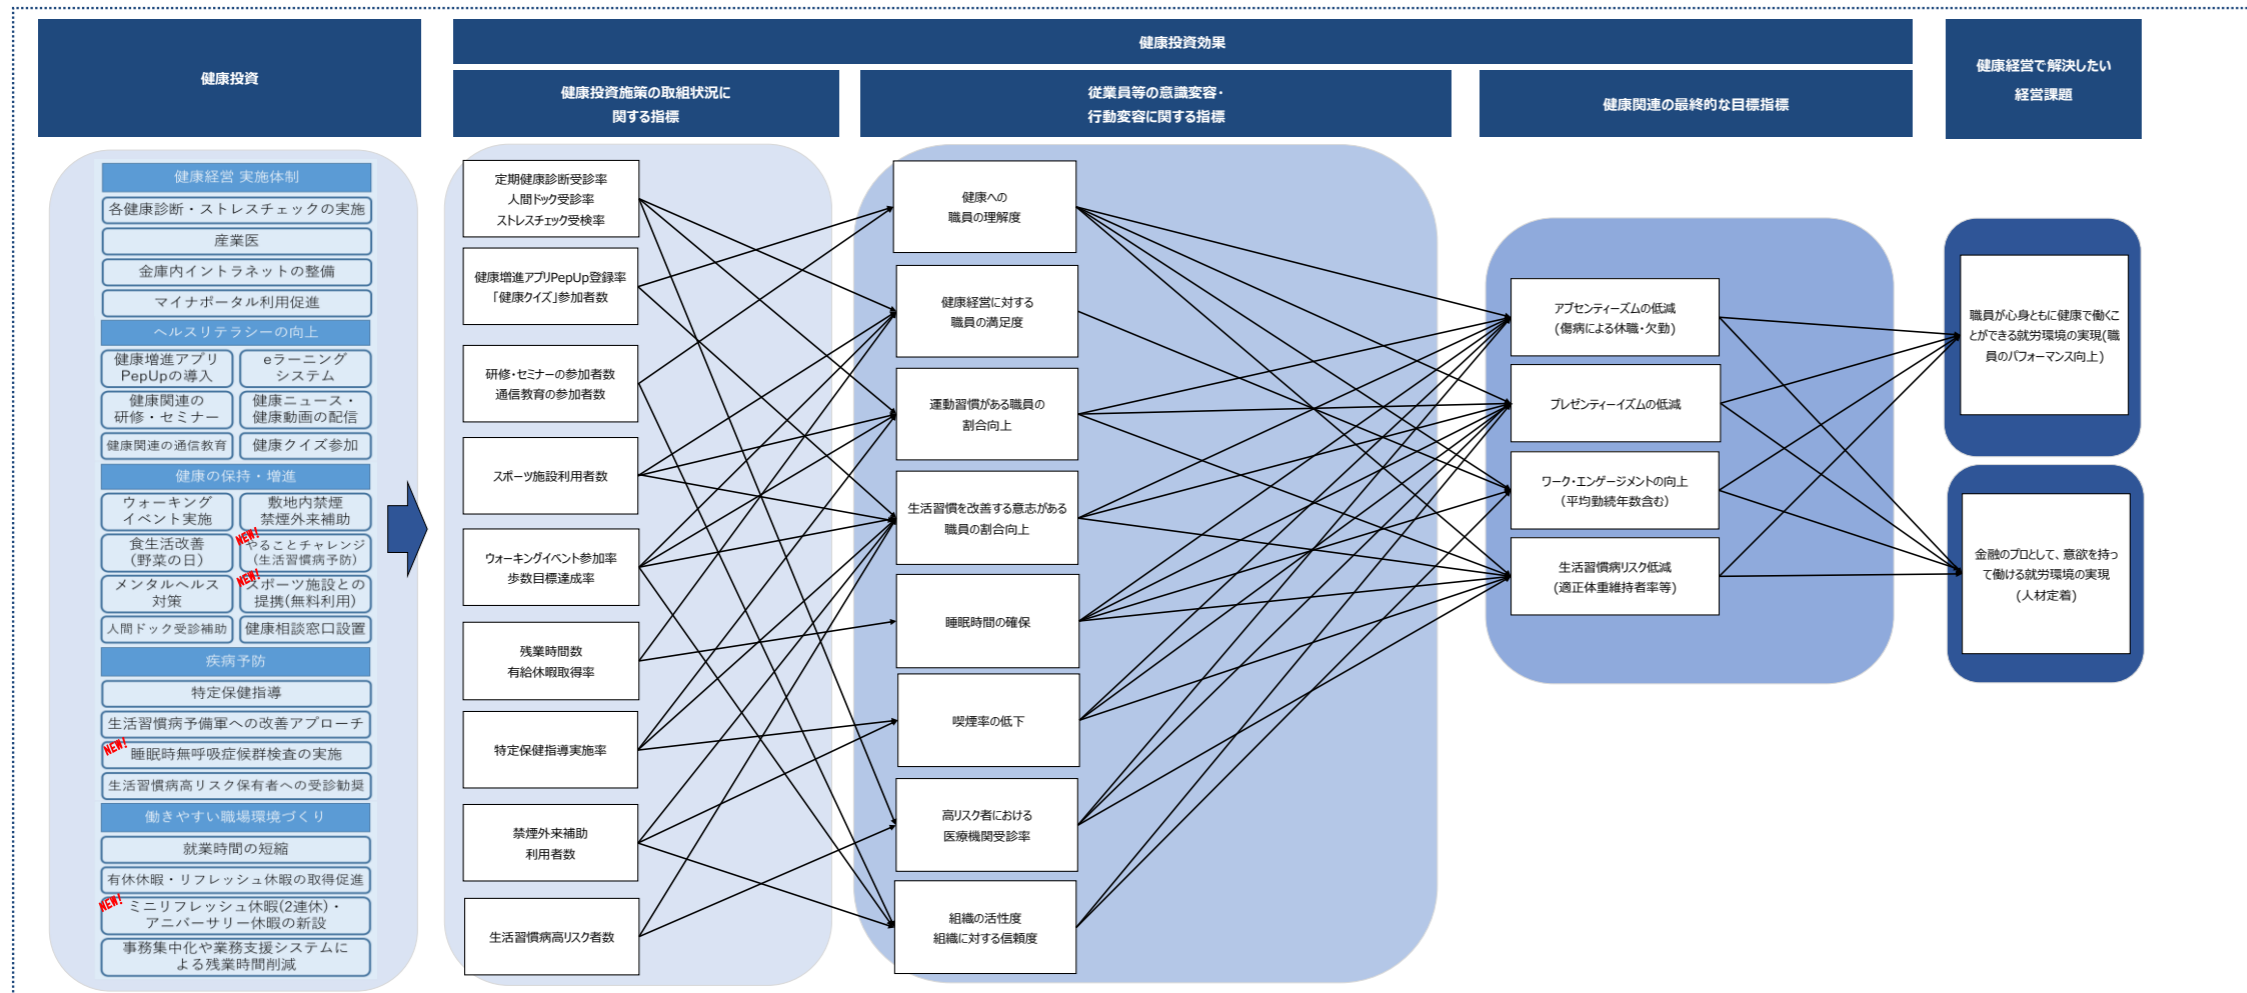 健康投資
健康投資効果
健康投資施策の取組状況に
関する指標
従業員等の意識変容・
行動変容に関する指標
健康関連の最終的な目標指標
健康経営で解決したい
経営課題
健康経営 実施体制
各健康診断・ストレスチェックの実施
産業医
金庫内イントラネットの整備
マイナポータル利用促進
ヘルスリテラシーの向上
健康増進アプリ
PepUpの導入
eラーニング
システム
健康関連の
研修・セミナー
健康ニュース・
健康動画の配信
健康関連の通信教育
健康クイズ参加
健康の保持・増進
ウォーキング
イベント実施
敷地内禁煙
禁煙外来補助
食生活改善
(野菜の日)
NEW!
やることチャレンジ
(生活習慣病予防)
メンタルヘルス
対策
NEW!
スポーツ施設との
提携(無料利用)
人間ドック受診補助
健康相談窓口設置
疾病予防
特定保健指導
生活習慣病予備軍への改善アプローチ
NEW!
睡眠時無呼吸症候群検査の実施
生活習慣病高リスク保有者への受診勧奨
働きやすい職場環境づくり
就業時間の短縮
有休休暇・リフレッシュ休暇の取得促進
NEW!
ミニリフレッシュ休暇(2連休)・
アニバーサリー休暇の新設
事務集中化や業務支援システムに
よる残業時間削減
定期健康診断受診率
人間ドック受診率
ストレスチェック受検率
健康増進アプリPepUp登録率
「健康クイズ」参加者数
研修・セミナーの参加者数
通信教育の参加者数
スポーツ施設利用者数
ウォーキングイベント参加率
歩数目標達成率
残業時間数
有給休暇取得率
特定保健指導実施率
禁煙外来補助
利用者数
生活習慣病高リスク者数
健康への
職員の理解度
健康経営に対する
職員の満足度
運動習慣がある職員の
割合向上
生活習慣を改善する意志がある
職員の割合向上
睡眠時間の確保
喫煙率の低下
高リスク者における
医療機関受診率
組織の活性度
組織に対する信頼度
アブセンティーズムの低減
(傷病による休職・欠勤)
プレゼンティーイズムの低減
ワーク・エンゲージメントの向上
(平均勤続年数含む)
生活習慣病リスク低減
(適正体重維持者率等)
職員が心身ともに健康で働くこ
とができる就労環境の実現(職
員のパフォーマンス向上)
金融のプロとして、意欲を持っ
て働ける就労環境の実現
(人材定着)